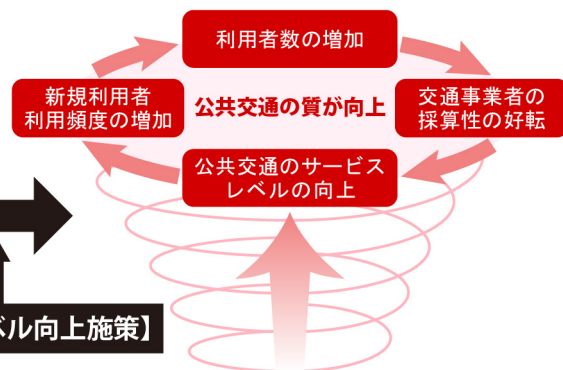 利用者数の増加
新規利用者
利用頻度の増加
公共交通の質が向上
交通事業者の
採算性の好転
公共交通のサービス
レベルの向上
ベル向上施策】